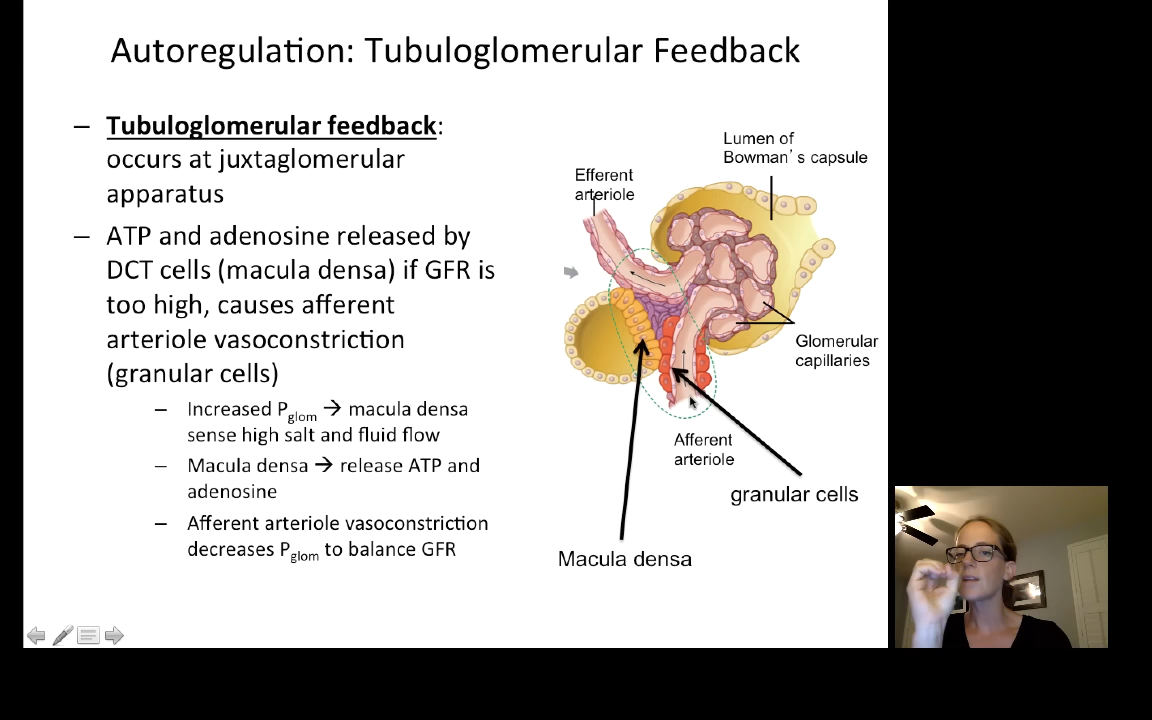 Autoregulation: Tubuloglomerular Feedback
– Tubuloglomerular feedback:
occurs at juxtaglomerular
apparatus
– ATP and adenosine released by
DCT cells (macula densa) if GFR is
too high, causes afferent
arteriole vasoconstriction
(granular cells)
– Increased Pglom → macula densa
sense high salt and fluid flow
– Macula densa → release ATP and
adenosine
– Afferent arteriole vasoconstriction
decreases Pglom to balance GFR
Lumen of
Bowman's capsule
Efferent
arteriole
Glomerular
capillaries
Afferent
arteriole
granular cells
Macula densa